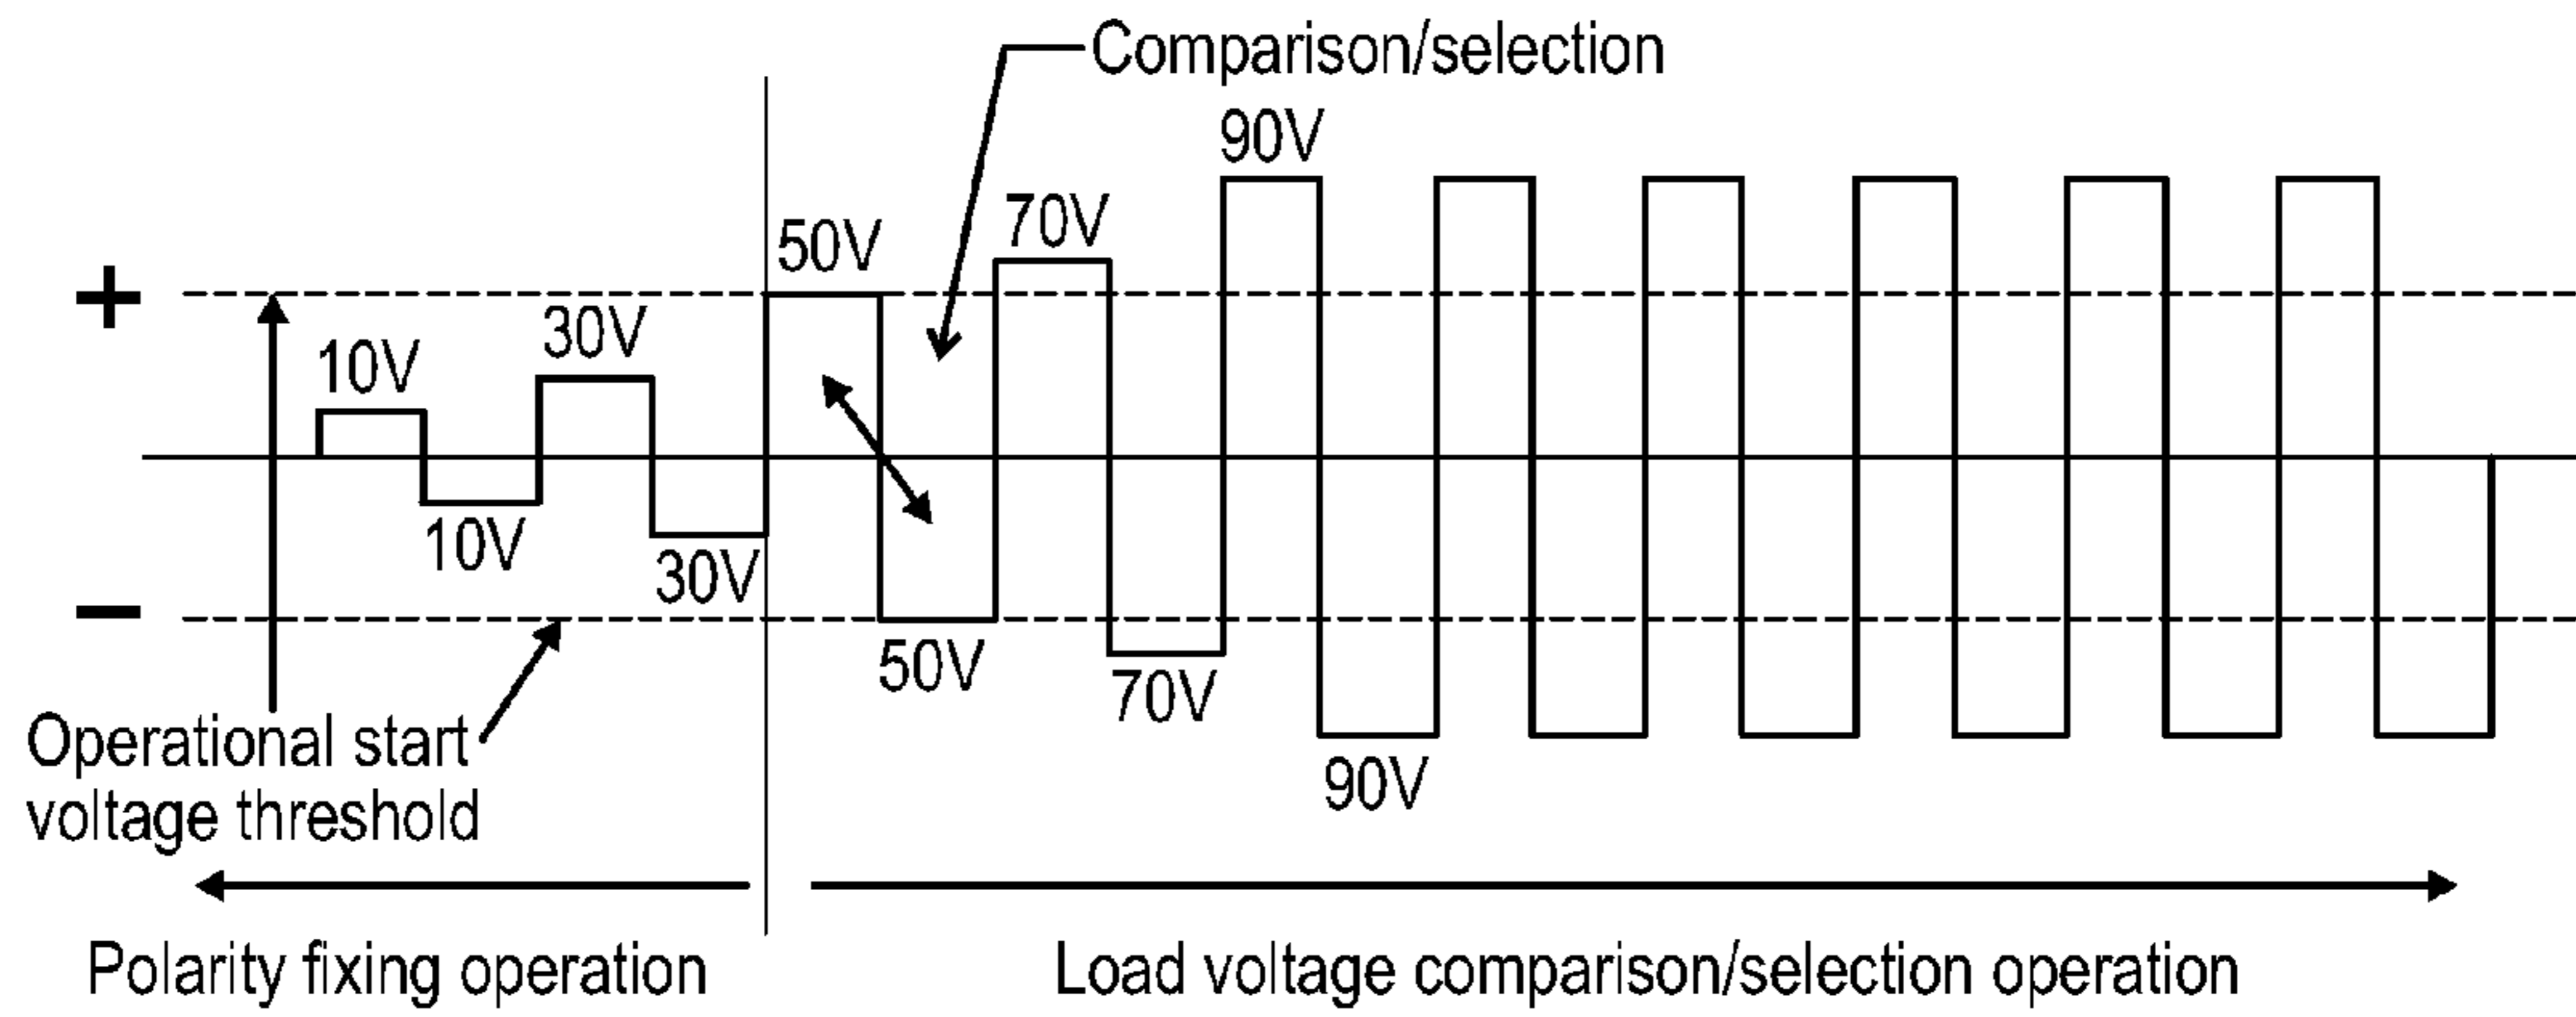 Comparison/selection
90V
70V
50V
+
30V
10V
10V
30V
−
50V
70V
Operational start
voltage threshold
90V
Polarity fixing operation
Load voltage comparison/selection operation